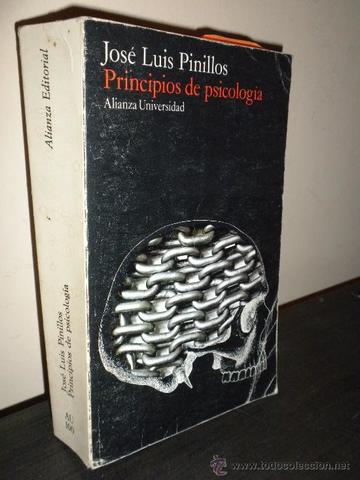 José Luis Pinillos
Principios de psicología
Alianza Universidad
Alianza Editorial
José Luis Pinillos
Principios de psicología
AU
100
www.todocoleccion.net